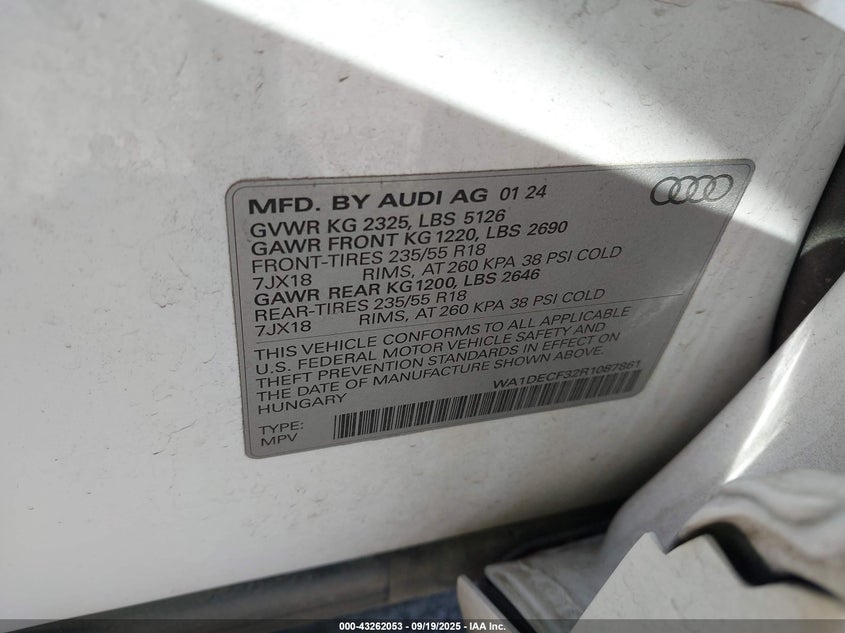 MFD. BY AUDI AG 01 24
GVWR KG 2325, LBS 5126
GAWR FRONT KG 1220, LBS 2690
FRONT-TIRES 235/55 R18
7JX18 RIMS, AT 260 KPA 38 PSI COLD
GAWR REAR KG 1200, LBS 2646
REAR-TIRES 235/55 R18
7JX18 RIMS, AT 260 KPA 38 PSI COLD
THIS VEHICLE CONFORMS TO ALL APPLICABLE
U.S. FEDERAL MOTOR VEHICLE SAFETY AND
THEFT PREVENTION STANDARDS IN EFFECT ON
THE DATE OF MANUFACTURE SHOWN ABOVE.
HUNGARY WA1DECF32R1087861
TYPE:
MPV
000-43262053 - 09/19/2025 - IAA Inc.